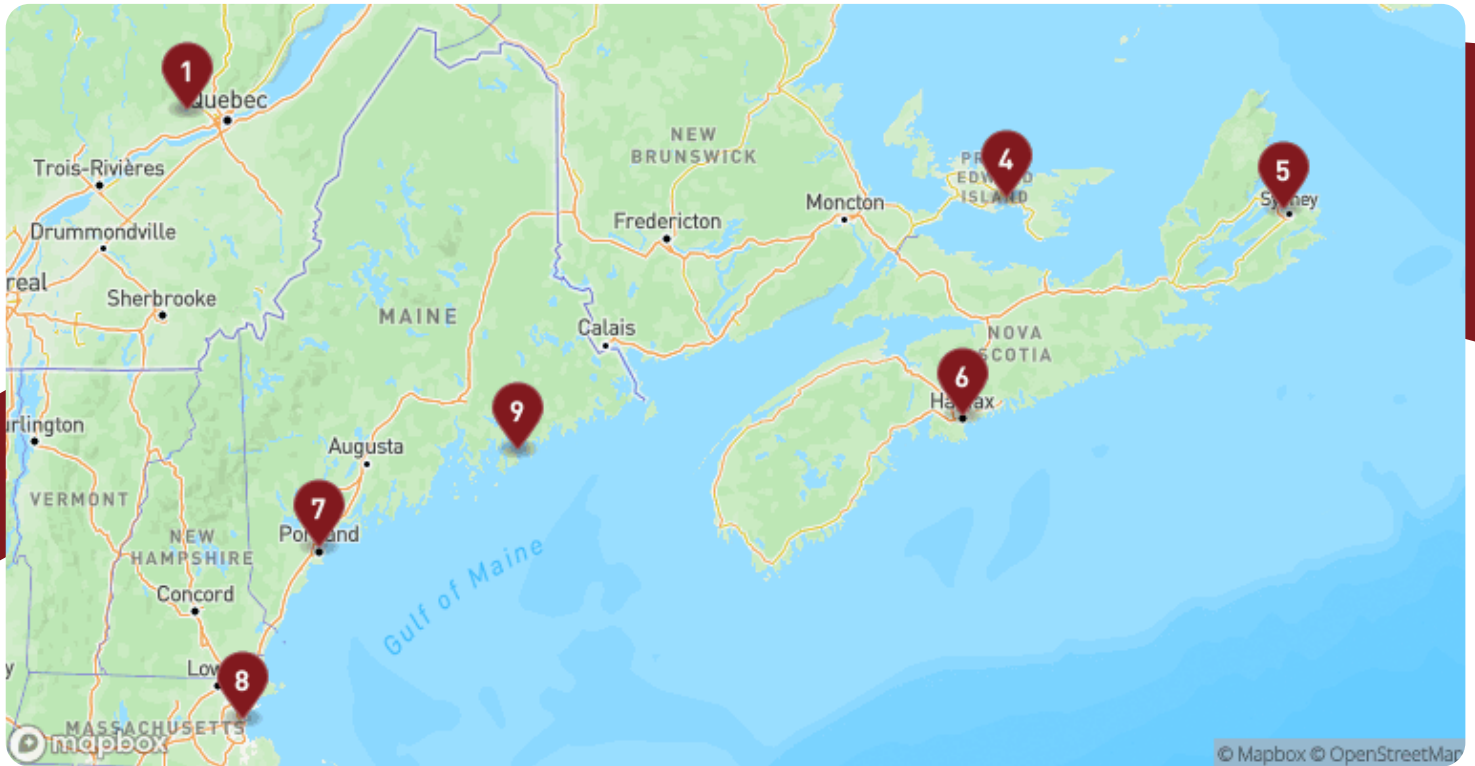 1
Quebec
Trois-Rivières
Drummondville
real
Sherbrooke
NEW
BRUNSWICK
4
5
Sydney
PRINCE
EDWARD
ISLAND
Moncton
Fredericton
MAINE
Calais
NOVA
SCOTIA
6
Halifax
9
urlington
Augusta
VERMONT
7
Portland
NEW
HAMPSHIRE
Gulf of Maine
Concord
y
Low
8
MASSACHUSETTS
mapbox
© Mapbox © OpenStreetMap